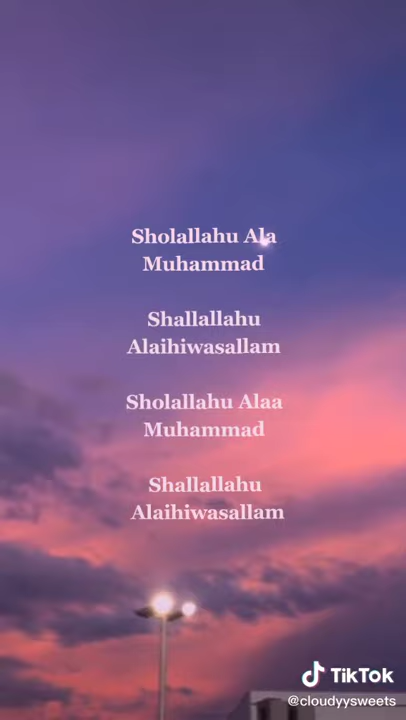 Sholallahu Ala
Muhammad
Shallallahu
Alaihiwasallam
Sholallahu Alaa
Muhammad
Shallallahu
Alaihiwasallam
TikTok
@cloudyysweets